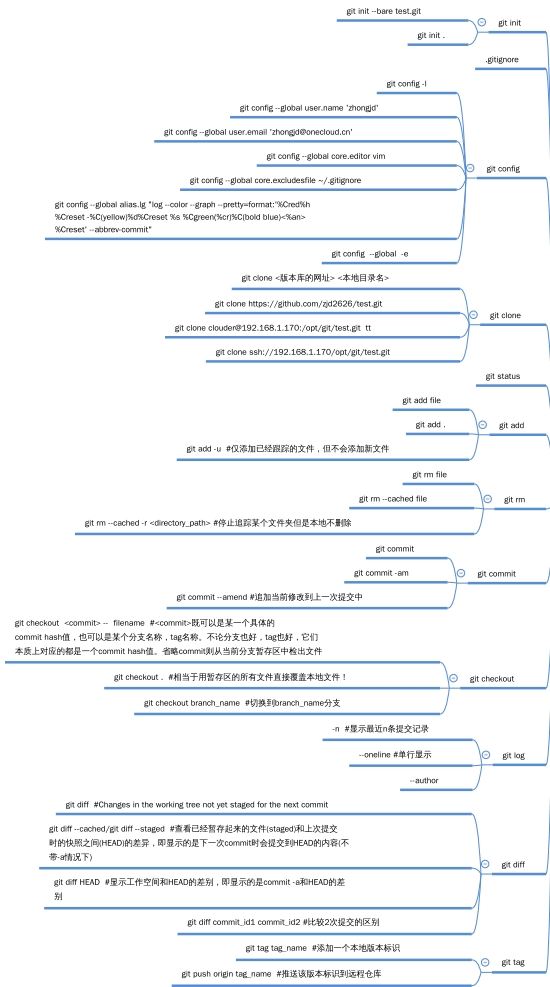 git init --bare test.git
git init
git init .
.gitignore
git config -l
git config --global user.name 'zhongjd'
git config --global user.email 'zhongjd@onecloud.cn'
git config --global core.editor vim
git config
git config --global core.excludesfile ~/.gitignore
git config --global alias.lg "log --color --graph --pretty=format:'%Cred%h
%Creset -%C(yellow)%d%Creset %s %Cgreen(%cr)%C(bold blue)<%an>
%Creset' --abbrev-commit"
git config --global -e
git clone <版本库的网址> <本地目录名>
git clone https://github.com/zjd2626/test.git
git clone
git clone clouder@192.168.1.170:/opt/git/test.git tt
git clone ssh://192.168.1.170/opt/git/test.git
git status
git add file
git add .
git add
git add -u #仅添加已经跟踪的文件，但不会添加新文件
git rm file
git rm --cached file
git rm
git rm --cached -r <directory_path> #停止追踪某个文件夹但是本地不删除
git commit
git commit -am
git commit
git commit --amend #追加当前修改到上一次提交中
git checkout <commit> -- filename #<commit>既可以是某一个具体的
commit hash值，也可以是某个分支名称，tag名称。不论分支也好，tag也好，它们
本质上对应的都是一个commit hash值。省略commit则从当前分支暂存区中检出文件
git checkout . #相当于用暂存区的所有文件直接覆盖本地文件！
git checkout
git checkout branch_name #切换到branch_name分支
-n #显示最近n条提交记录
--oneline #单行显示
git log
--author
git diff #Changes in the working tree not yet staged for the next commit
git diff --cached/git diff --staged #查看已经暂存起来的文件(staged)和上次提交
时的快照之间(HEAD)的差异，即显示的是下一次commit时会提交到HEAD的内容(不
带-a情况下)
git diff
git diff HEAD #显示工作空间和HEAD的差别，即显示的是commit -a和HEAD的差
别
git diff commit_id1 commit_id2 #比较2次提交的区别
git tag tag_name #添加一个本地版本标识
git tag
git push origin tag_name #推送该版本标识到远程仓库